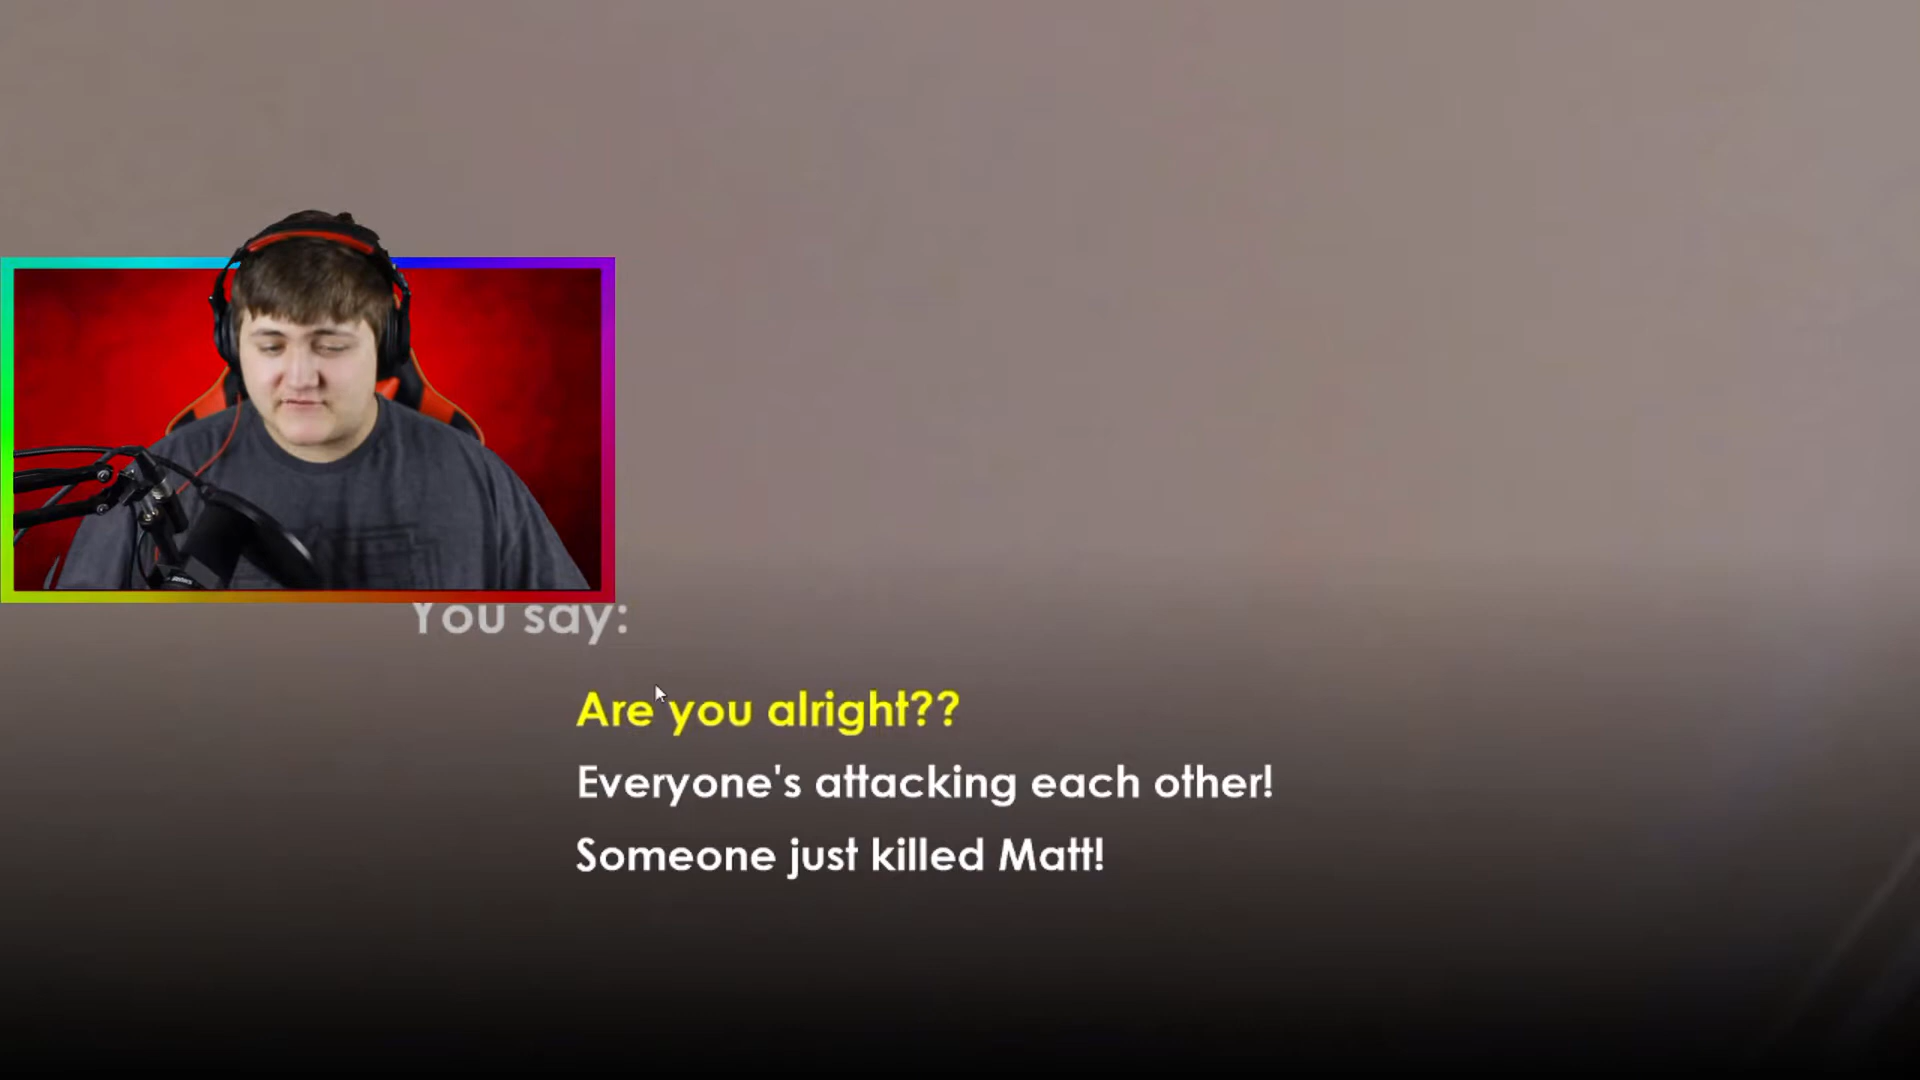 You say:
Are you alright??
Everyone's attacking each other!
Someone just killed Matt!